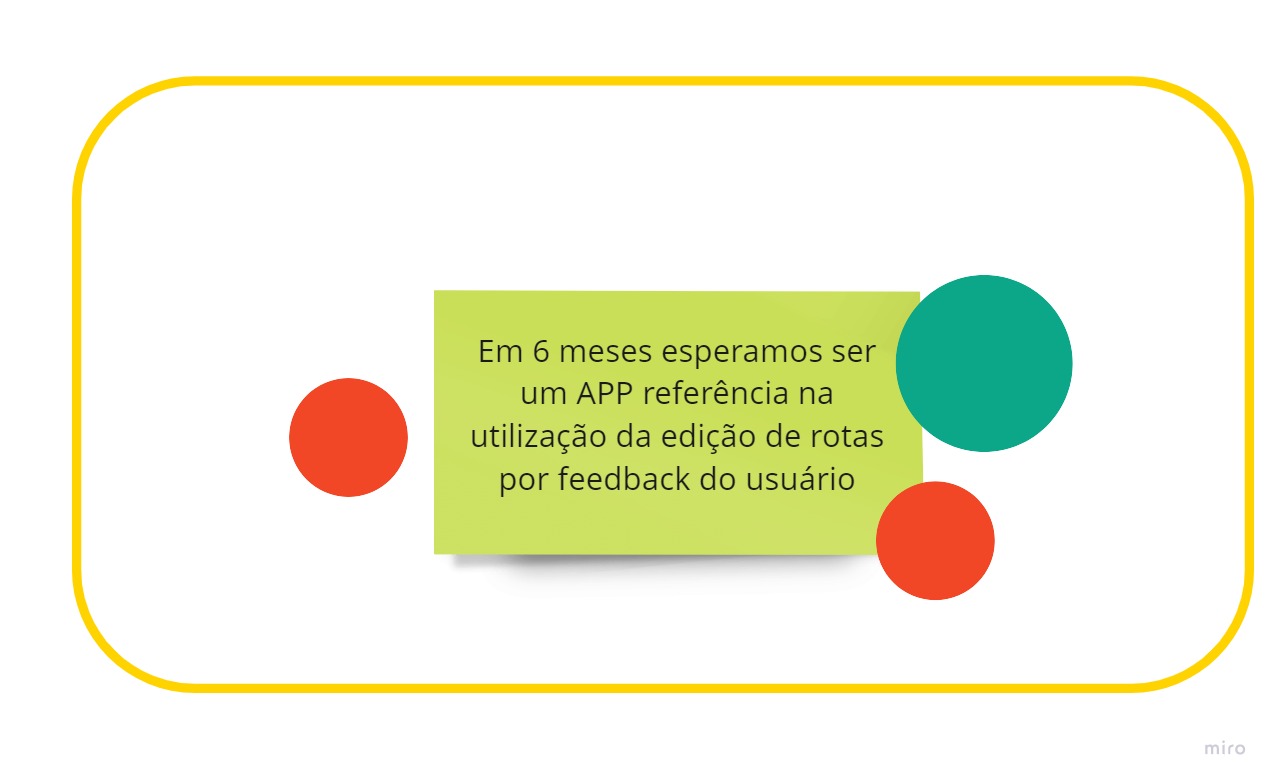 Em 6 meses esperamos ser
um APP referência na
utilização da edição de rotas
por feedback do usuário
miro